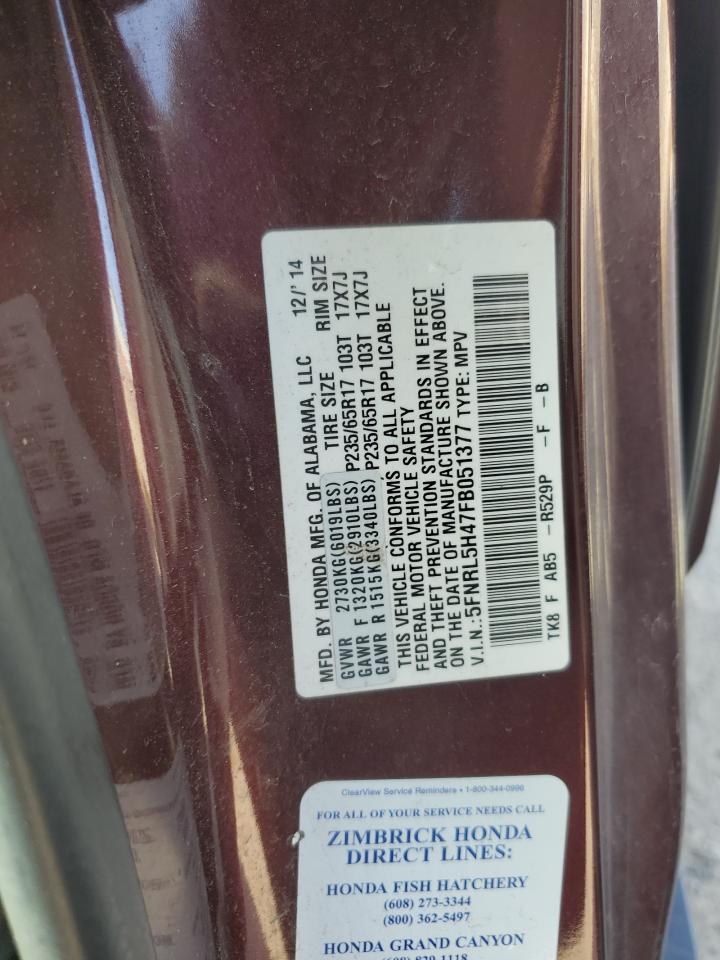 MFD. BY HONDA MFG. OF ALABAMA, LLC 12/'14
GVWR 2730KG(6019LBS) TIRE SIZE RIM SIZE
GAWR F 1320KG(2910LBS) P235/65R17 103T 17X7J
GAWR R 1515KG(3340LBS) P235/65R17 103T 17X7J
THIS VEHICLE CONFORMS TO ALL APPLICABLE
FEDERAL MOTOR VEHICLE SAFETY
AND THEFT PREVENTION STANDARDS IN EFFECT
ON THE DATE OF MANUFACTURE SHOWN ABOVE.
V.I.N.:5FNRL5H47FB051377 TYPE: MPV
TK8 F AB5 -R529P -F -B
ClearView Service Reminders • 1-800-344-0996
FOR ALL OF YOUR SERVICE NEEDS CALL
ZIMBRICK HONDA
DIRECT LINES:
HONDA FISH HATCHERY
(608) 273-3344
(800) 362-5497
HONDA GRAND CANYON
(608) 829-1118